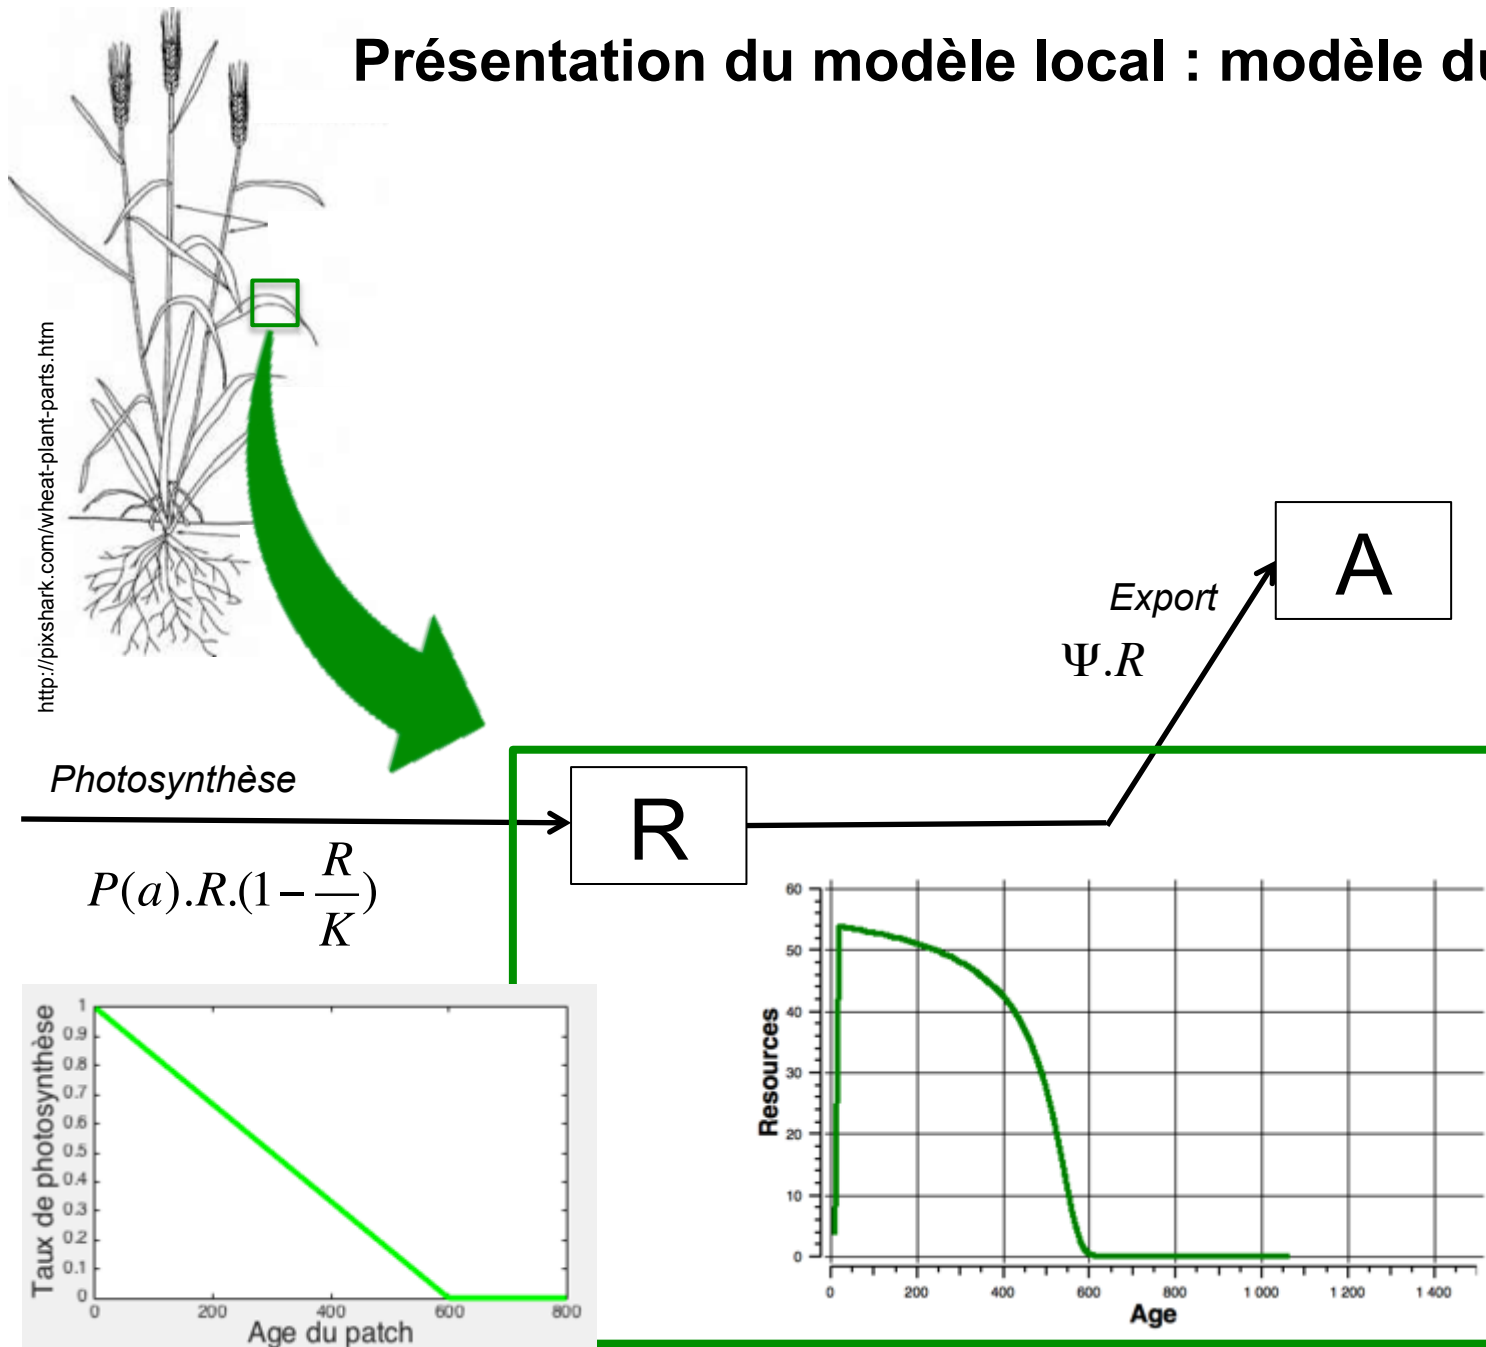 Présentation du modèle local : modèle du
http://pixshark.com/wheat-plant-parts.htm
A
Export
Ψ.R
Photosynthèse
R
P(a).R.(1−R/K)
Taux de photosynthèse
1
0.9
0.8
0.7
0.6
0.5
0.4
0.3
0.2
0.1
0
0 200 400 600 800
Age du patch
Resources
60
50
40
30
20
10
0
0 200 400 600 800 1 000 1 200 1 400
Age